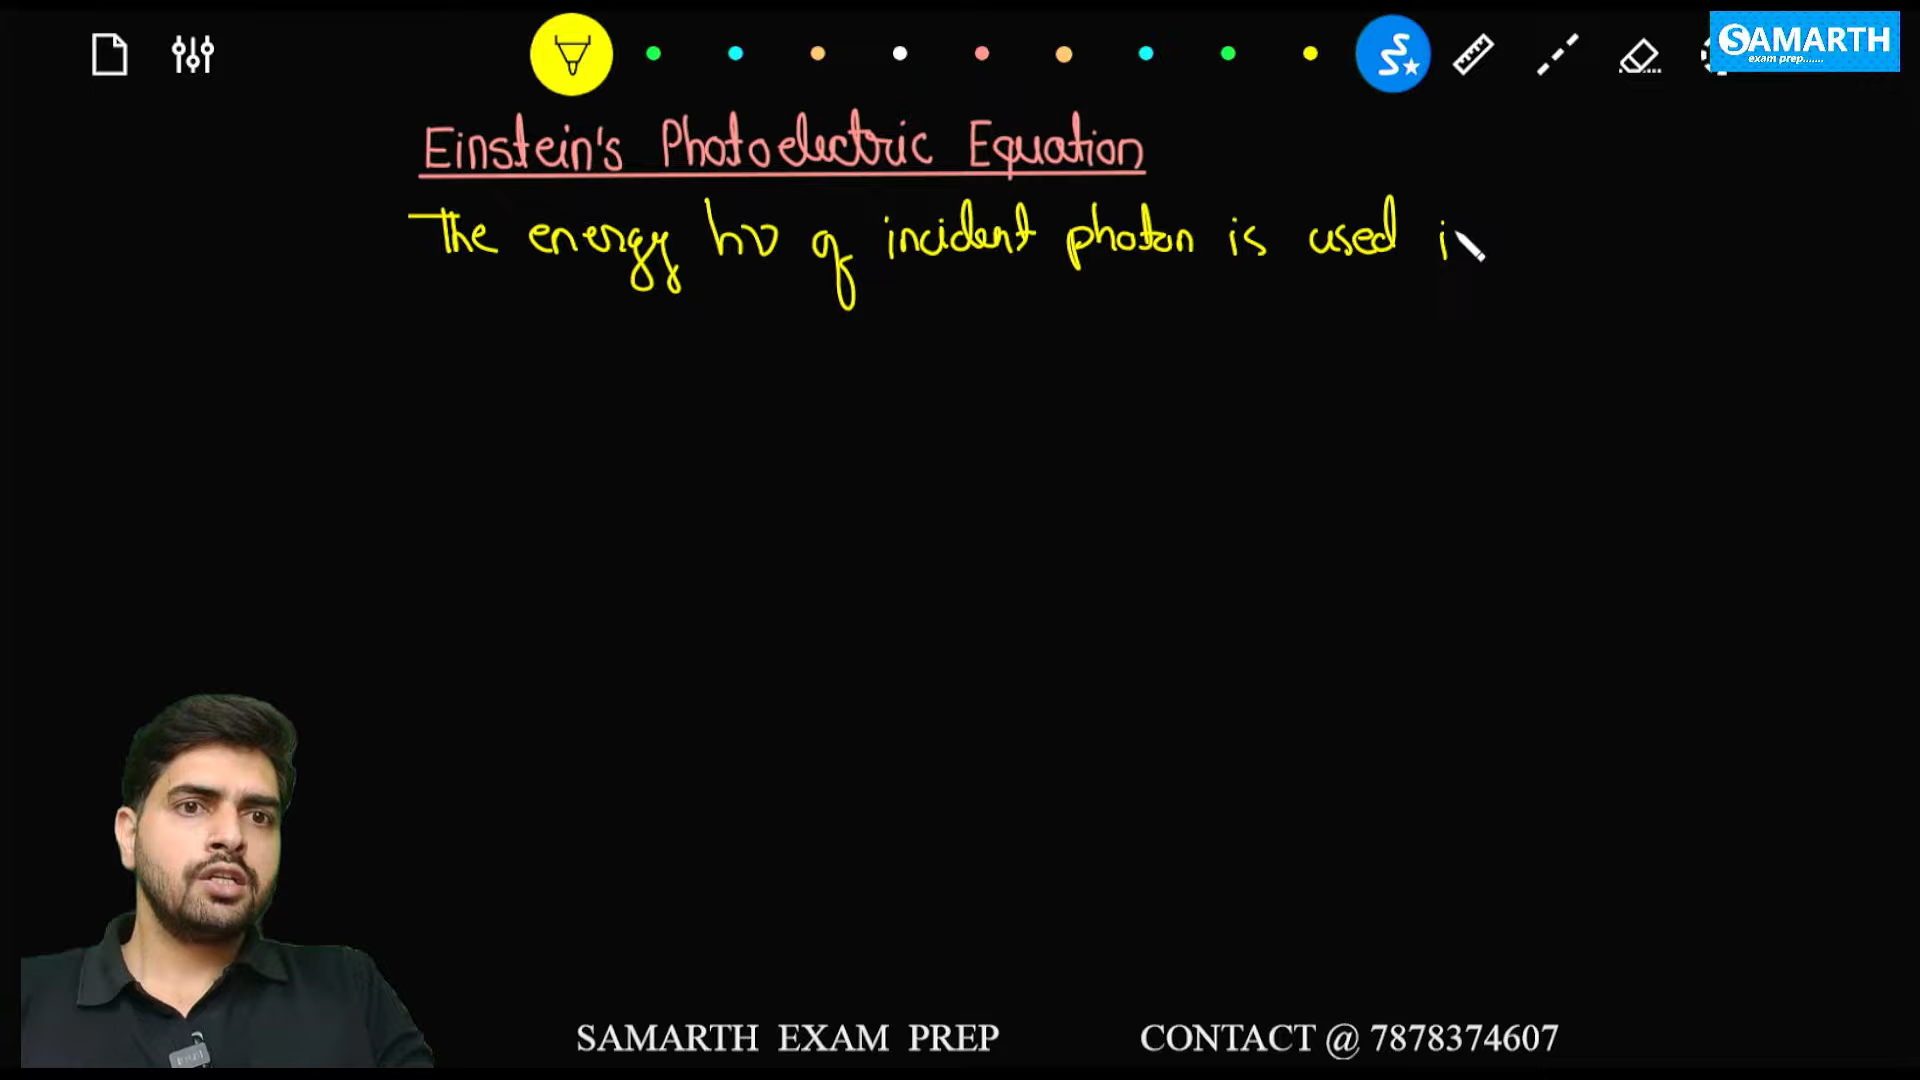 SAMARTH
exam prep.......
Einstein's Photoelectric Equation
The energy hν of incident photon is used i
SAMARTH EXAM PREP CONTACT @ 7878374607